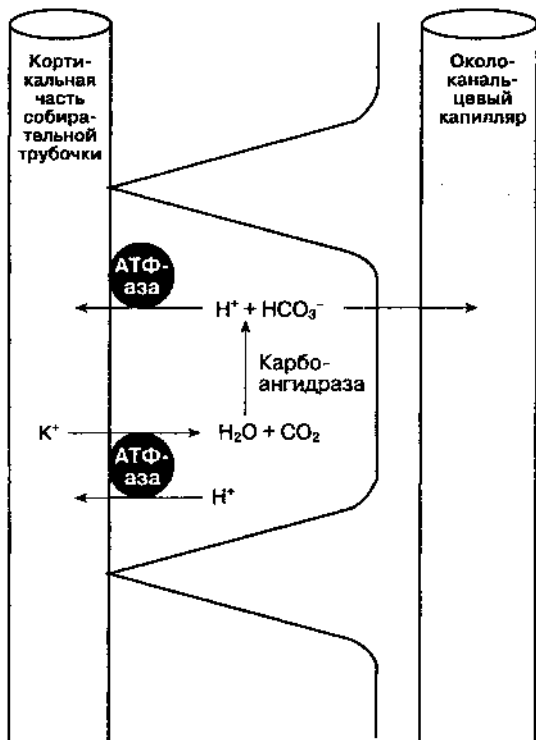 Корти-
кальная
часть
собира-
тельной
трубочки
Около-
каналь-
цевый
капилляр
АТФ-
аза
H⁺ + HCO₃⁻
Карбо-
ангидраза
K⁺
H₂O + CO₂
АТФ-
аза
H⁺